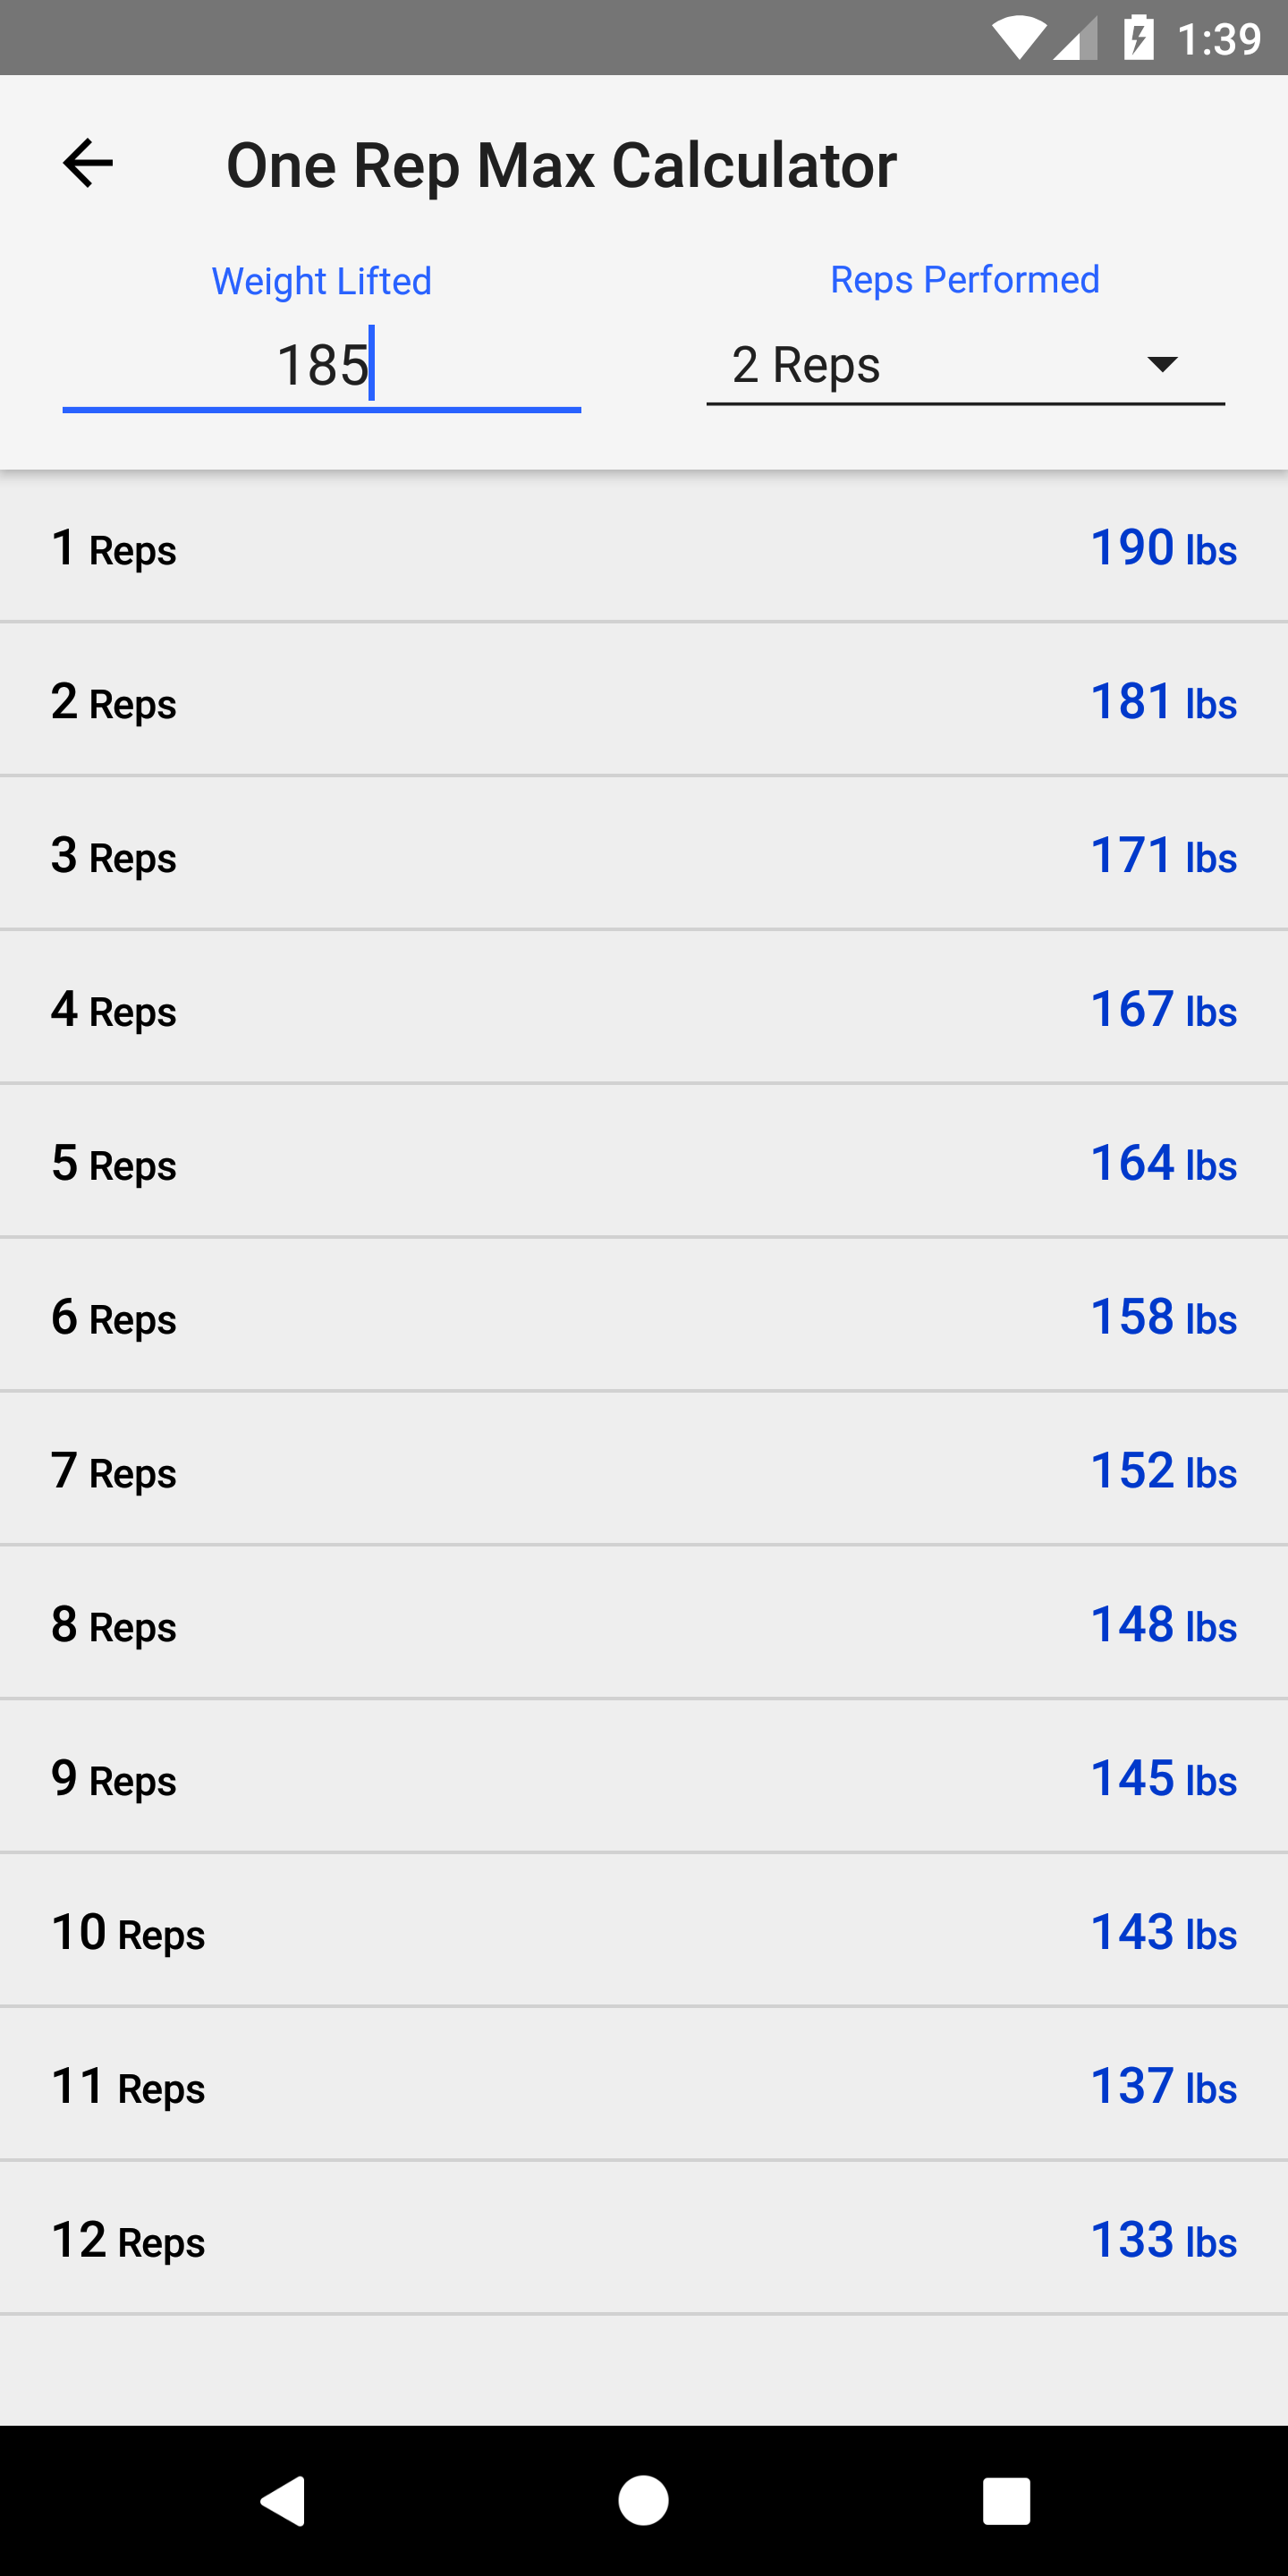 1:39
One Rep Max Calculator
Weight Lifted
Reps Performed
185
2 Reps
1 Reps 190 lbs
2 Reps 181 lbs
3 Reps 171 lbs
4 Reps 167 lbs
5 Reps 164 lbs
6 Reps 158 lbs
7 Reps 152 lbs
8 Reps 148 lbs
9 Reps 145 lbs
10 Reps 143 lbs
11 Reps 137 lbs
12 Reps 133 lbs